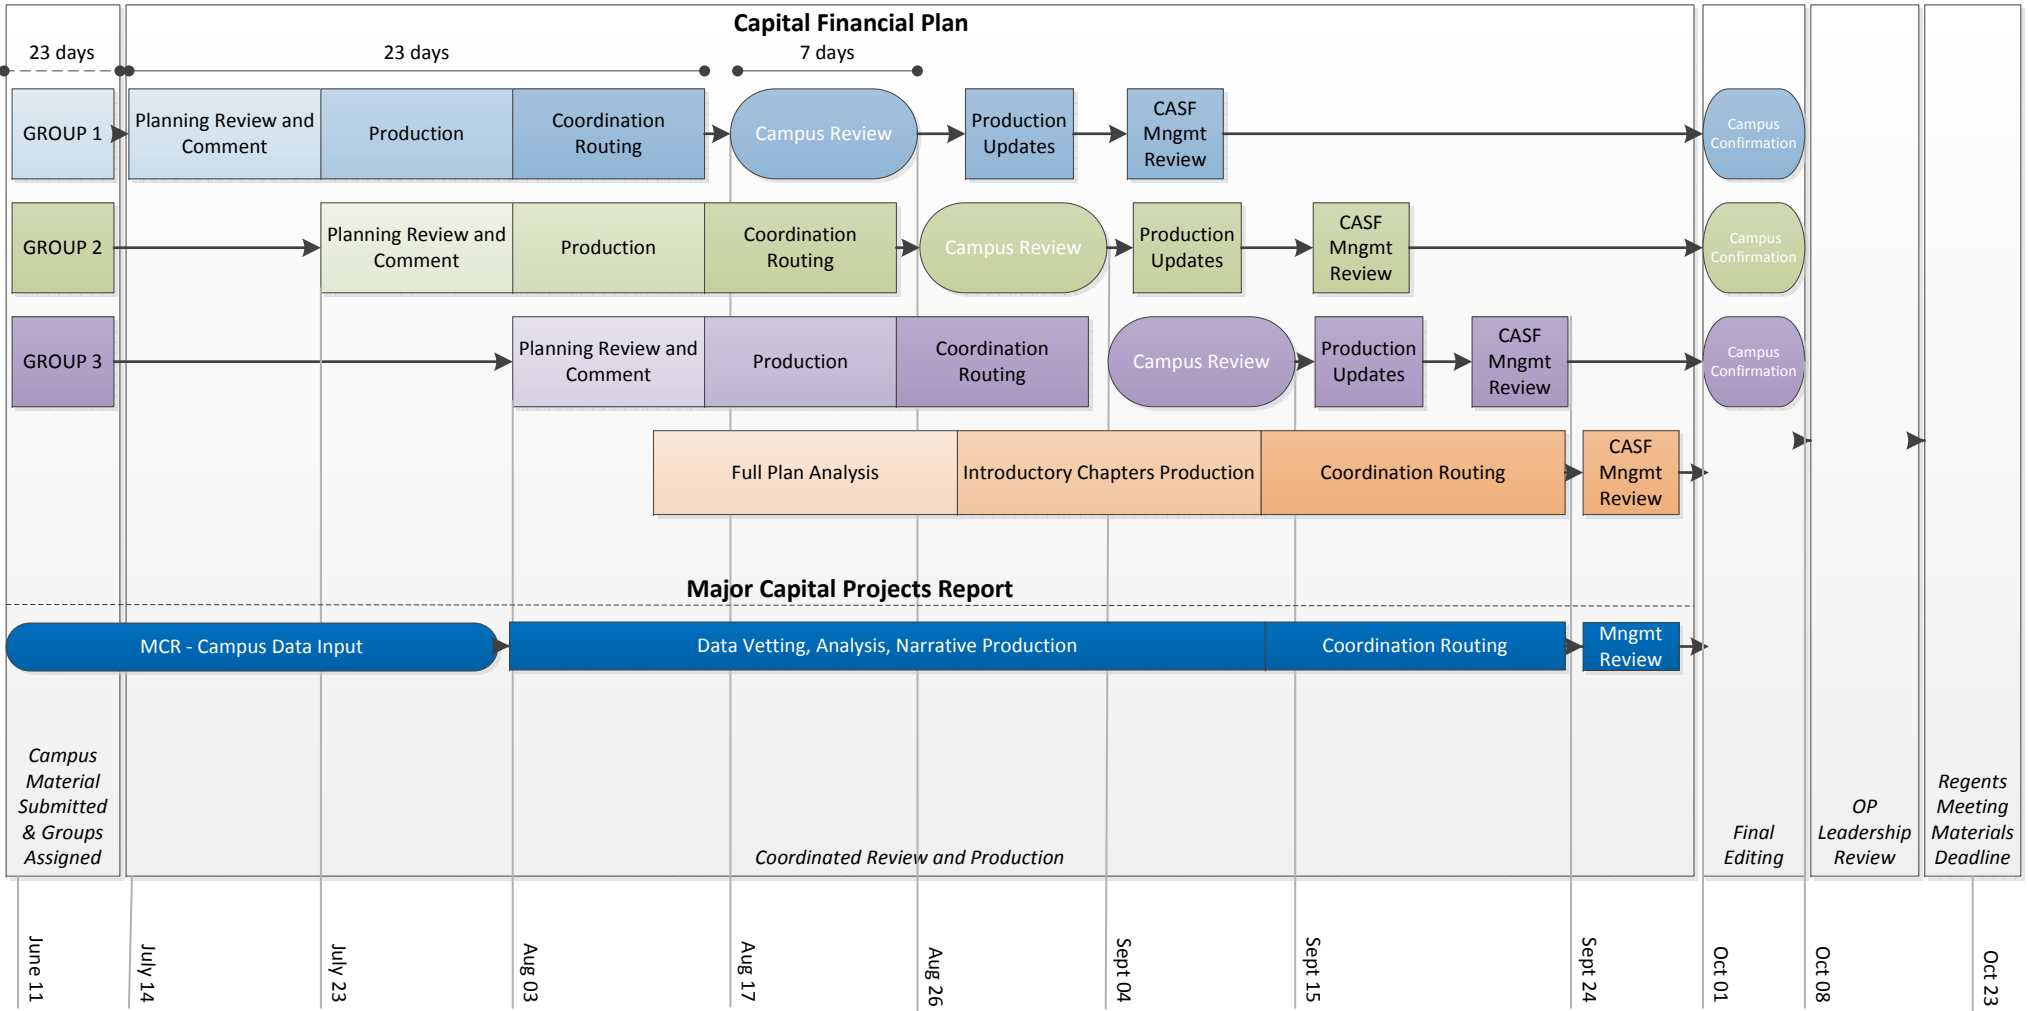 Capital Financial Plan
23 days
23 days
7 days
GROUP 1
Planning Review and
Comment
Production
Coordination
Routing
Campus Review
Production
Updates
CASF
Mngmt
Review
Campus
Confirmation
GROUP 2
Planning Review and
Comment
Production
Coordination
Routing
Campus Review
Production
Updates
CASF
Mngmt
Review
Campus
Confirmation
GROUP 3
Planning Review and
Comment
Production
Coordination
Routing
Campus Review
Production
Updates
CASF
Mngmt
Review
Campus
Confirmation
Full Plan Analysis
Introductory Chapters Production
Coordination Routing
CASF
Mngmt
Review
Major Capital Projects Report
MCR - Campus Data Input
Data Vetting, Analysis, Narrative Production
Coordination Routing
Mngmt
Review
Campus
Material
Submitted
& Groups
Assigned
Coordinated Review and Production
Final
Editing
OP
Leadership
Review
Regents
Meeting
Materials
Deadline
June 11
July 14
July 23
Aug 03
Aug 17
Aug 26
Sept 04
Sept 15
Sept 24
Oct 01
Oct 08
Oct 23